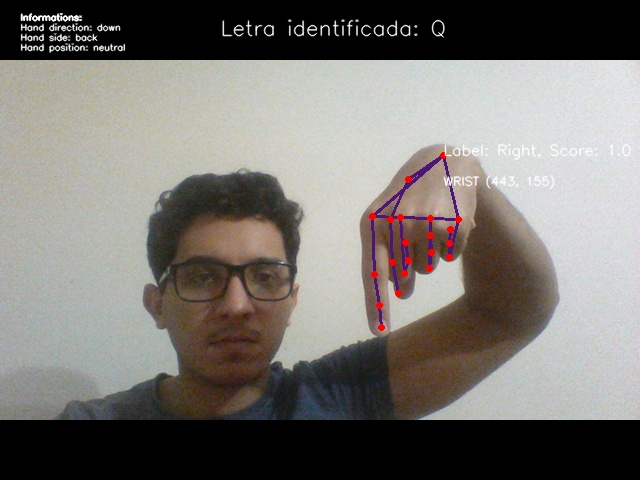 Informations:
Hand direction: down
Hand side: back
Hand position: neutral
Letra identificada: Q
Label: Right, Score: 1.0
WRIST (443, 155)